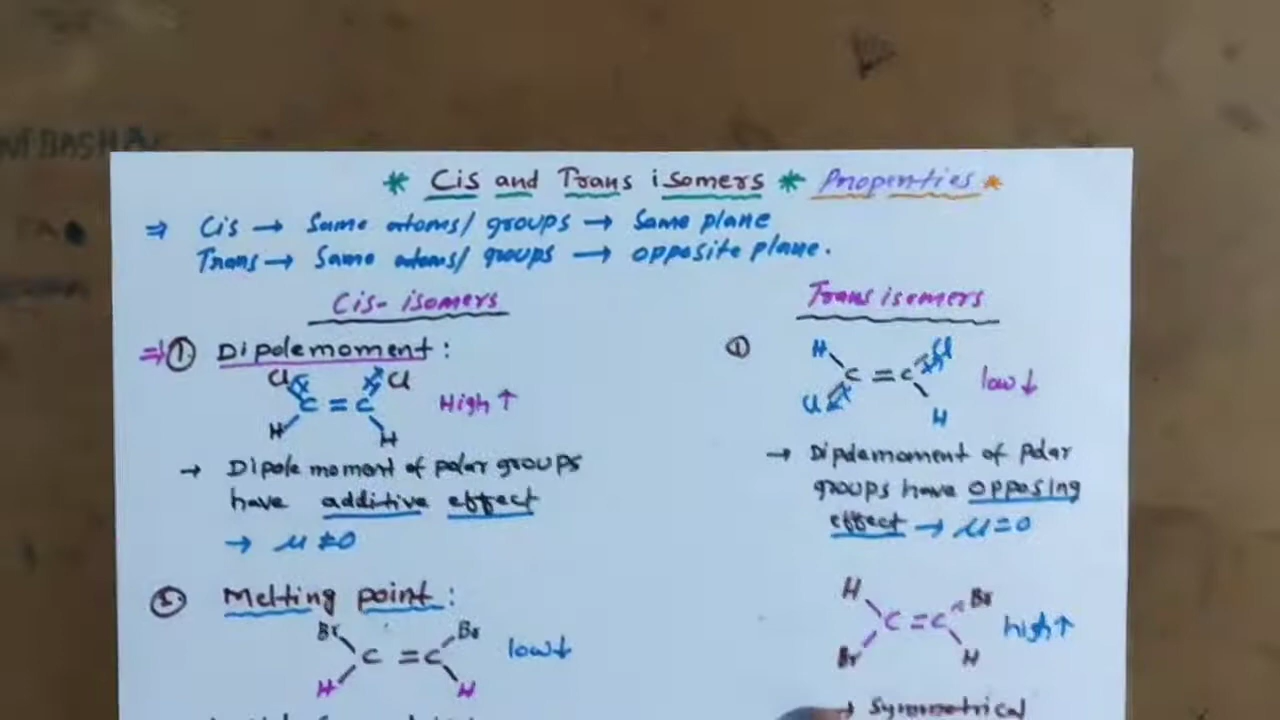 * Cis and Trans isomers * Properties *
⇒ Cis → Same atoms/ groups → Same plane
Trans → Same atoms/ groups → opposite plane.
Cis- isomers
⇒ ① Dipolemoment:
Cl Cl
C = C High ↑
H H
→ Dipole moment of polar groups
have additive effect
→ μ ≠ 0
② Melting point:
Br Br
C = C low↓
H H
Trans isomers
①
H Cl
C = C low ↓
Cl H
→ Dipolemoment of polar
groups have opposing
effect → μ = 0
H Br
C = C high↑
Br H
→ Symmetrical